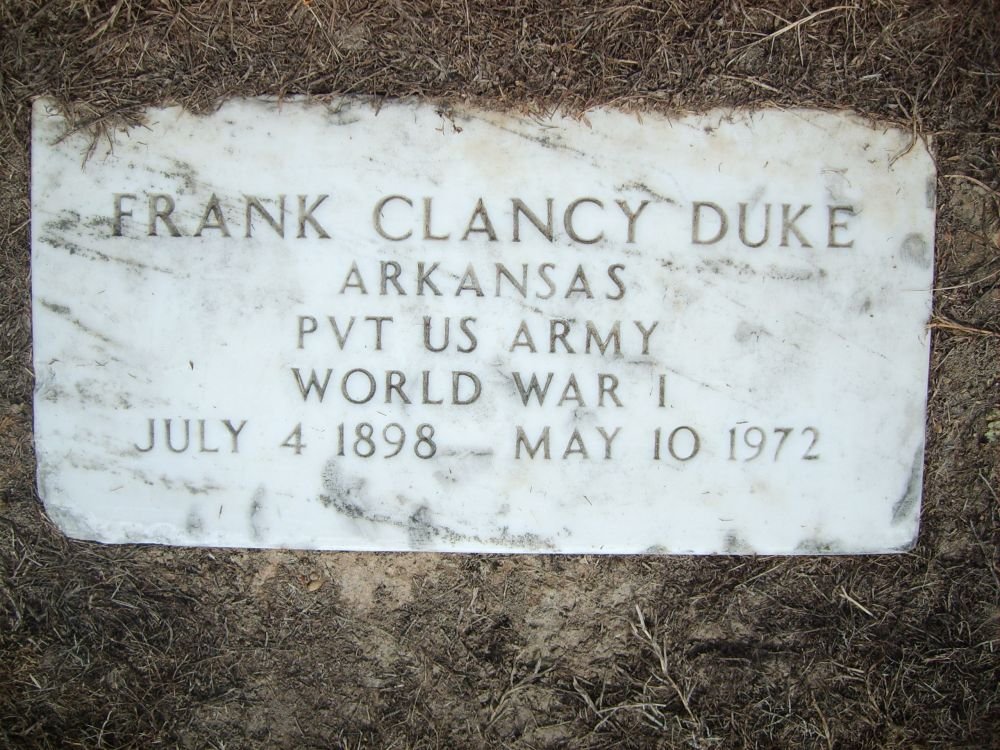 FRANK CLANCY DUKE
ARKANSAS
PVT US ARMY
WORLD WAR I
JULY 4 1898 — MAY 10 1972